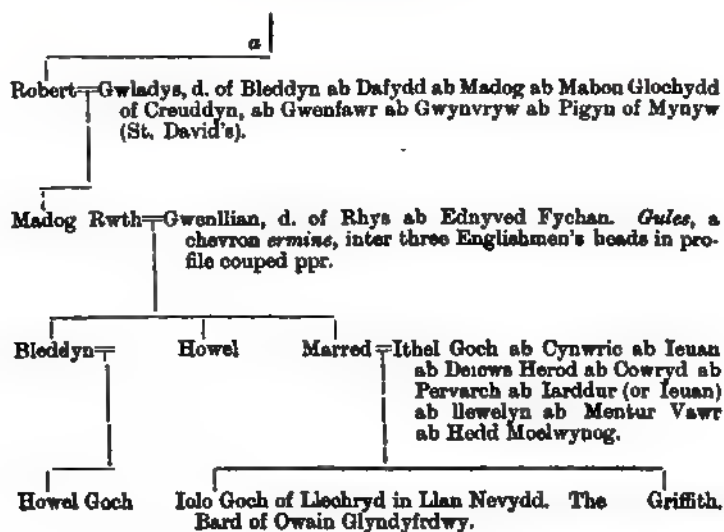 a
Robert=Gwladys, d. of Bleddyn ab Dafydd ab Madog ab Mabon Glochydd
of Creuddyn, ab Gwenfawr ab Gwynvryw ab Pigyn of Mynyw
(St. David's).
Madog Rwth=Gwenllian, d. of Rhys ab Ednyved Fychan. Gules, a
chevron ermine, inter three Englishmen's heads in pro-
file couped ppr.
Bleddyn= Howel Marred=Ithel Goch ab Cynwric ab Ieuan
ab Deiows Herod ab Cowryd ab
Pervarch ab Iarddur (or Ieuan)
ab Llewelyn ab Mentur Vawr
ab Hedd Moelwynog.
Howel Goch Iolo Goch of Llechryd in Llan Nevydd. The Griffith.
Bard of Owain Glyndyfrdwy.